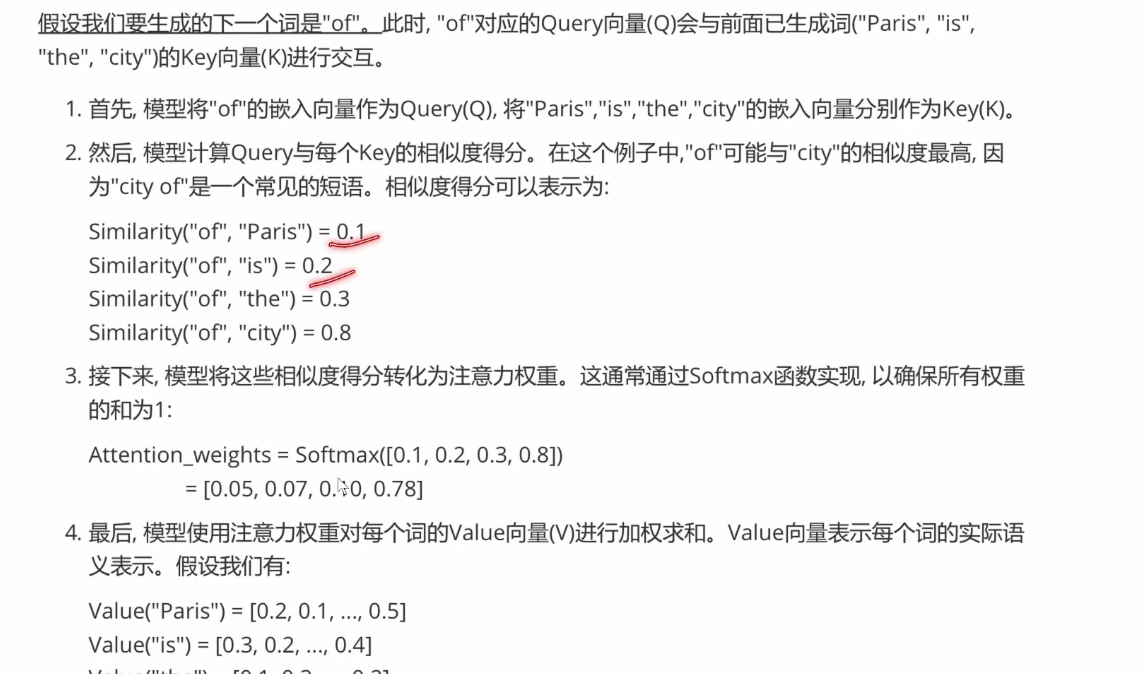 假设我们要生成的下一个词是"of"。此时, "of"对应的Query向量(Q)会与前面已生成词("Paris", "is",
"the", "city")的Key向量(K)进行交互。
1. 首先, 模型将"of"的嵌入向量作为Query(Q), 将"Paris","is","the","city"的嵌入向量分别作为Key(K)。
2. 然后, 模型计算Query与每个Key的相似度得分。在这个例子中,"of"可能与"city"的相似度最高, 因
为"city of"是一个常见的短语。相似度得分可以表示为:
Similarity("of", "Paris") = 0.1
Similarity("of", "is") = 0.2
Similarity("of", "the") = 0.3
Similarity("of", "city") = 0.8
3. 接下来, 模型将这些相似度得分转化为注意力权重。这通常通过Softmax函数实现, 以确保所有权重
的和为1:
Attention_weights = Softmax([0.1, 0.2, 0.3, 0.8])
= [0.05, 0.07, 0.10, 0.78]
4. 最后, 模型使用注意力权重对每个词的Value向量(V)进行加权求和。Value向量表示每个词的实际语
义表示。假设我们有:
Value("Paris") = [0.2, 0.1, ..., 0.5]
Value("is") = [0.3, 0.2, ..., 0.4]